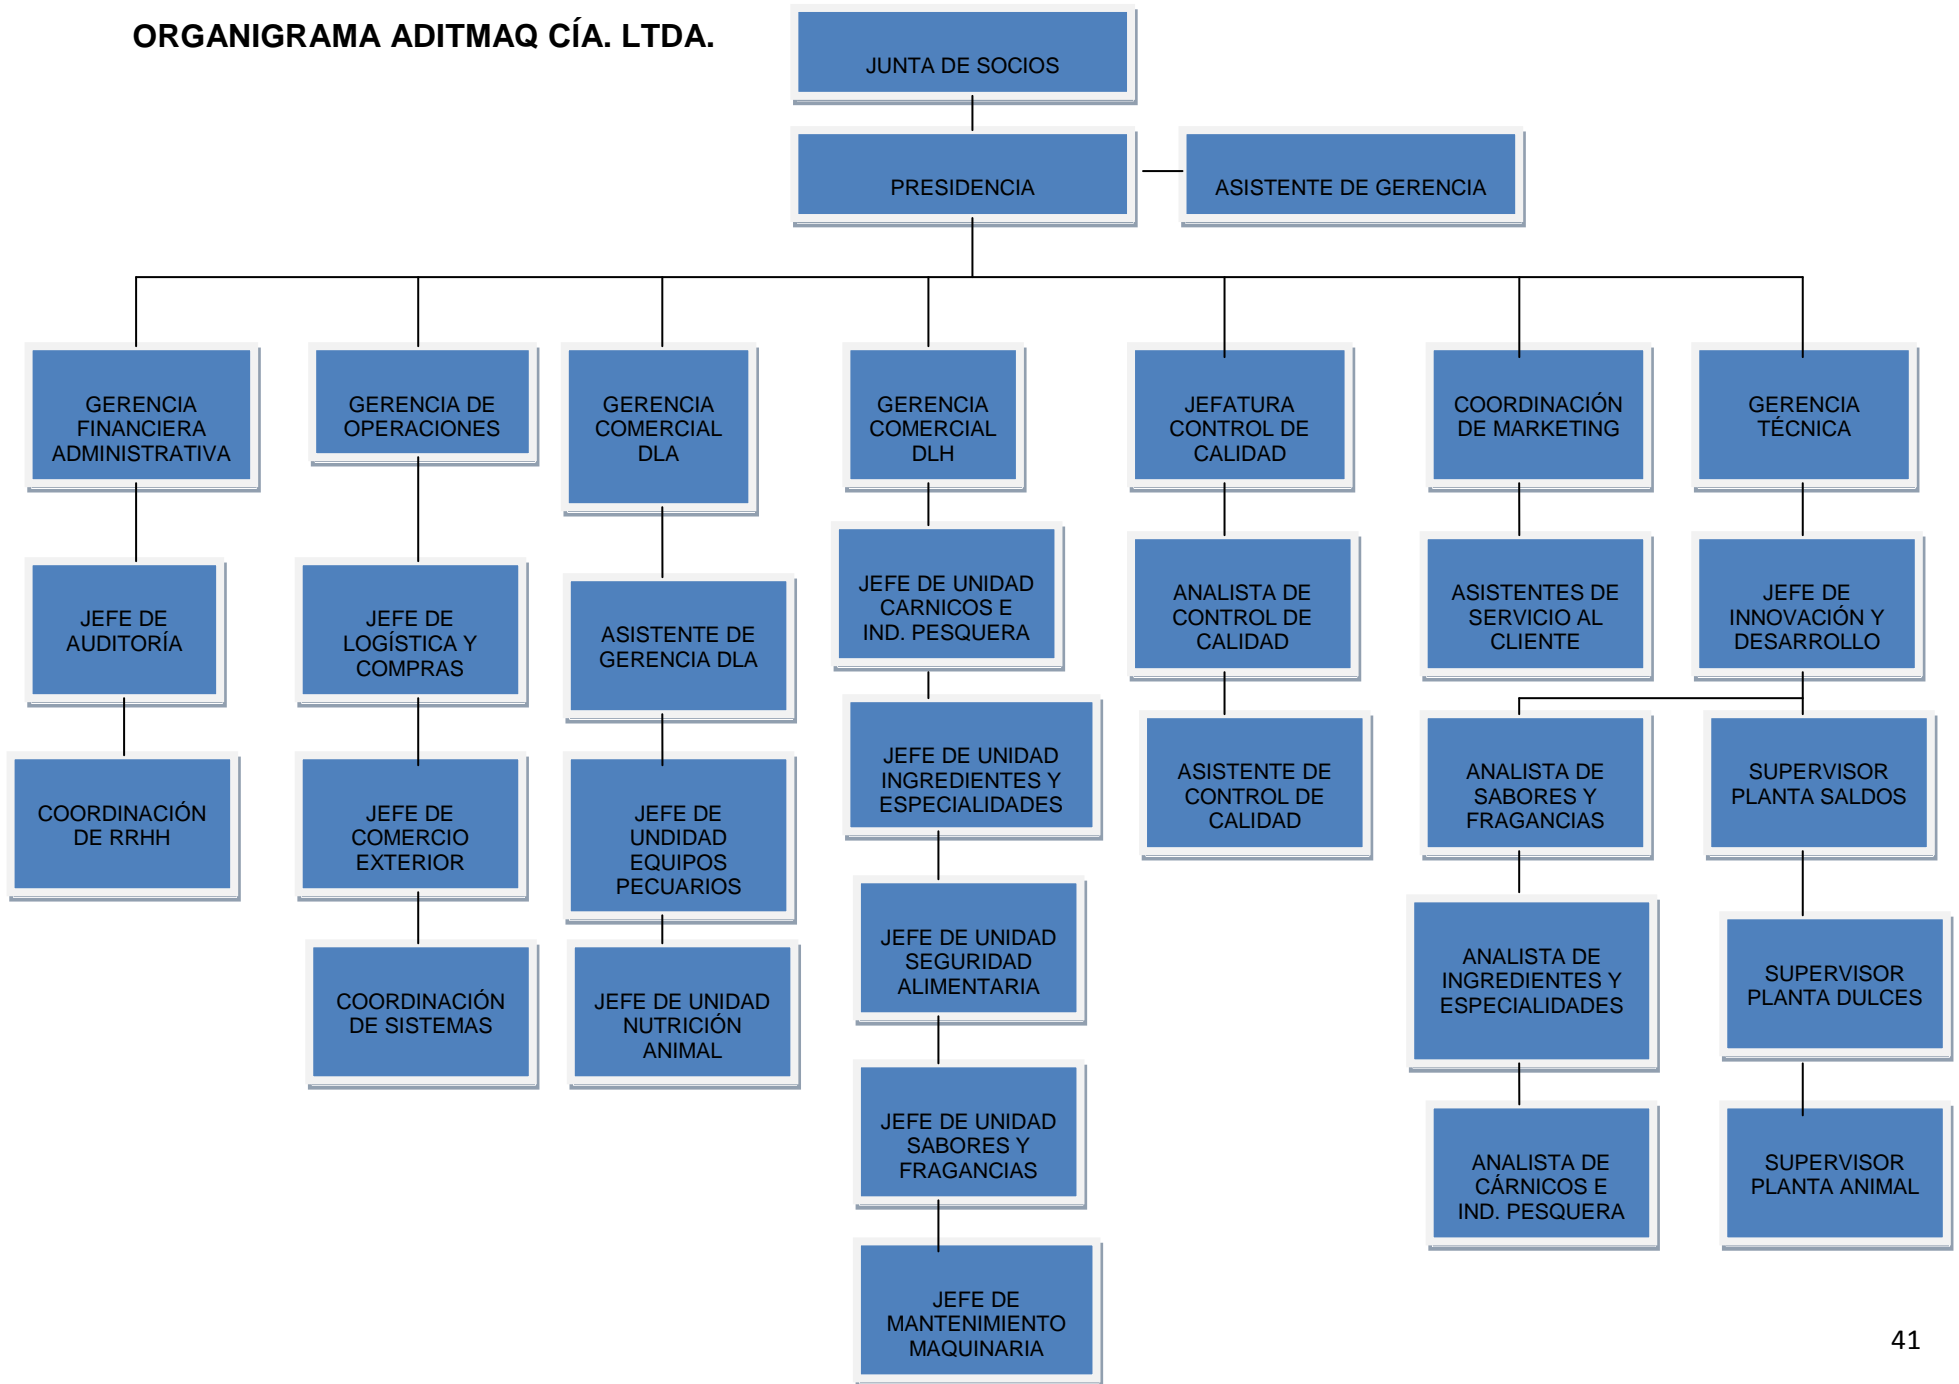 ORGANIGRAMA ADITMAQ CÍA. LTDA.
JUNTA DE SOCIOS
PRESIDENCIA
ASISTENTE DE GERENCIA
GERENCIA
FINANCIERA
ADMINISTRATIVA
GERENCIA DE
OPERACIONES
GERENCIA
COMERCIAL
DLA
GERENCIA
COMERCIAL
DLH
JEFATURA
CONTROL DE
CALIDAD
COORDINACIÓN
DE MARKETING
GERENCIA
TÉCNICA
JEFE DE
AUDITORÍA
JEFE DE
LOGÍSTICA Y
COMPRAS
ASISTENTE DE
GERENCIA DLA
JEFE DE UNIDAD
CARNICOS E
IND. PESQUERA
ANALISTA DE
CONTROL DE
CALIDAD
ASISTENTES DE
SERVICIO AL
CLIENTE
JEFE DE
INNOVACIÓN Y
DESARROLLO
COORDINACIÓN
DE RRHH
JEFE DE
COMERCIO
EXTERIOR
JEFE DE
UNDIDAD
EQUIPOS
PECUARIOS
JEFE DE UNIDAD
INGREDIENTES Y
ESPECIALIDADES
ASISTENTE DE
CONTROL DE
CALIDAD
ANALISTA DE
SABORES Y
FRAGANCIAS
SUPERVISOR
PLANTA SALDOS
COORDINACIÓN
DE SISTEMAS
JEFE DE UNIDAD
NUTRICIÓN
ANIMAL
JEFE DE UNIDAD
SEGURIDAD
ALIMENTARIA
ANALISTA DE
INGREDIENTES Y
ESPECIALIDADES
SUPERVISOR
PLANTA DULCES
JEFE DE UNIDAD
SABORES Y
FRAGANCIAS
ANALISTA DE
CÁRNICOS E
IND. PESQUERA
SUPERVISOR
PLANTA ANIMAL
JEFE DE
MANTENIMIENTO
MAQUINARIA
41